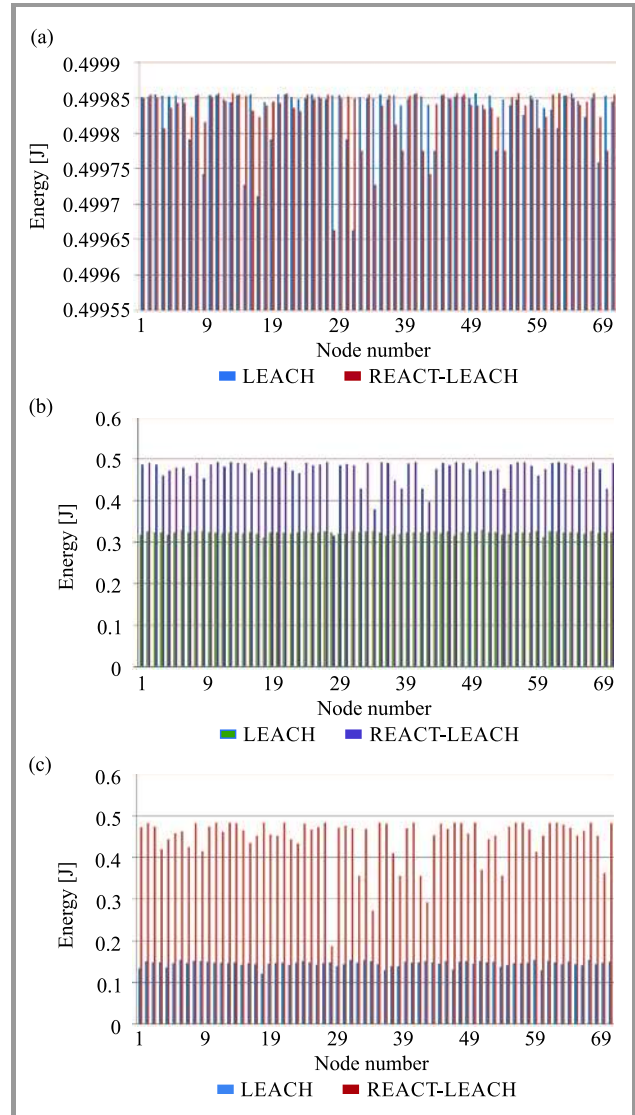 (a)
0.4999
0.49985
0.4998
0.49975
0.4997
0.49965
0.4996
0.49955
Energy [J]
1 9 19 29 39 49 59 69
Node number
LEACH REACT-LEACH
(b)
0.6
0.5
0.4
0.3
0.2
0.1
0
Energy [J]
1 9 19 29 39 49 59 69
Node number
LEACH REACT-LEACH
(c)
0.6
0.5
0.4
0.3
0.2
0.1
0
Energy [J]
1 9 19 29 39 49 59 69
Node number
LEACH REACT-LEACH